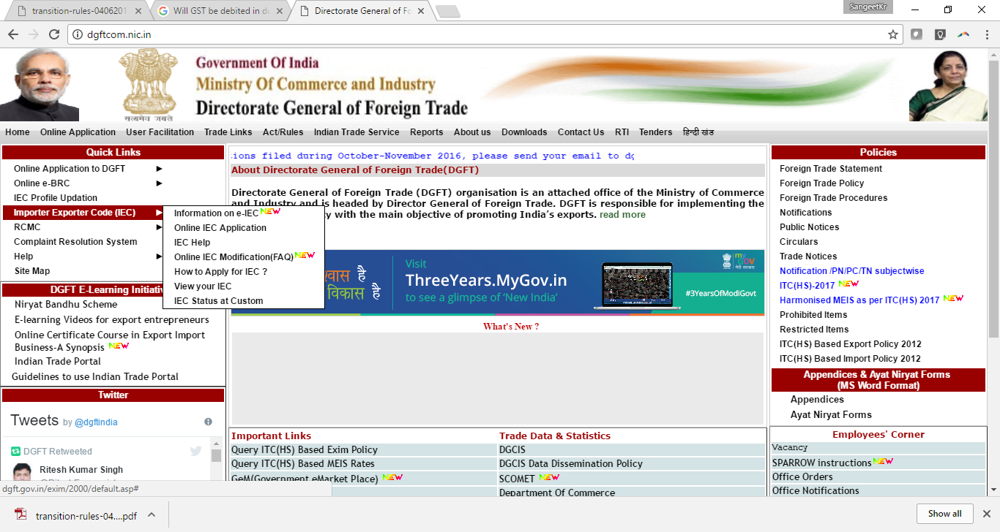 transition-rules-0406201
Will GST be debited in du
Directorate General of Fo
SangeetKr
dgftcom.nic.in
सत्यमेव जयते
Government Of India
Ministry Of Commerce and Industry
Directorate General of Foreign Trade
Home Online Application User Facilitation Trade Links Act/Rules Indian Trade Service Reports About us Downloads Contact Us RTI Tenders हिन्दी खंड
Quick Links
Online Application to DGFT
Online e-BRC
IEC Profile Updation
Importer Exporter Code (IEC)
RCMC
Complaint Resolution System
Help
Site Map
Information on e-IEC NEW
Online IEC Application
IEC Help
Online IEC Modification(FAQ) NEW
How to Apply for IEC ?
View your IEC
IEC Status at Custom
DGFT E-Learning Initiativ
Niryat Bandhu Scheme
E-learning Videos for export entrepreneurs
Online Certificate Course in Export Import
Business-A Synopsis NEW
Indian Trade Portal
Guidelines to use Indian Trade Portal
Twitter
Tweets by @dgftindia
DGFT Retweeted
Ritesh Kumar Singh
dgft.gov.in/exim/2000/default.asp#
tions filed during October-November 2016, please send your email to dg
About Directorate General of Foreign Trade(DGFT)
Directorate General of Foreign Trade (DGFT) organisation is an attached office of the Ministry of Commerce
and Industry and is headed by Director General of Foreign Trade. DGFT is responsible for implementing the
cy with the main objective of promoting India's exports. read more
श्वास है
विकास है
Visit
ThreeYears.MyGov.in
to see a glimpse of 'New India'
my
GOV
मेरी सरकार
#3YearsOfModiGovt
What's New ?
Important Links
Query ITC(HS) Based Exim Policy
Query ITC(HS) Based MEIS Rates
GeM(Government eMarket Place) NEW
Trade Data & Statistics
DGCIS
DGCIS Data Dissemination Policy
SCOMET NEW
Department Of Commerce
Policies
Foreign Trade Statement
Foreign Trade Policy
Foreign Trade Procedures
Notifications
Public Notices
Circulars
Trade Notices
Notification /PN/PC/TN subjectwise
ITC(HS)-2017 NEW
Harmonised MEIS as per ITC(HS) 2017 NEW
Prohibited Items
Restricted Items
ITC(HS) Based Export Policy 2012
ITC(HS) Based Import Policy 2012
Appendices & Ayat Niryat Forms
(MS Word Format)
Appendices
Ayat Niryat Forms
Employees' Corner
Vacancy
SPARROW instructions NEW
Office Orders
Office Notifications
transition-rules-04....pdf
Show all